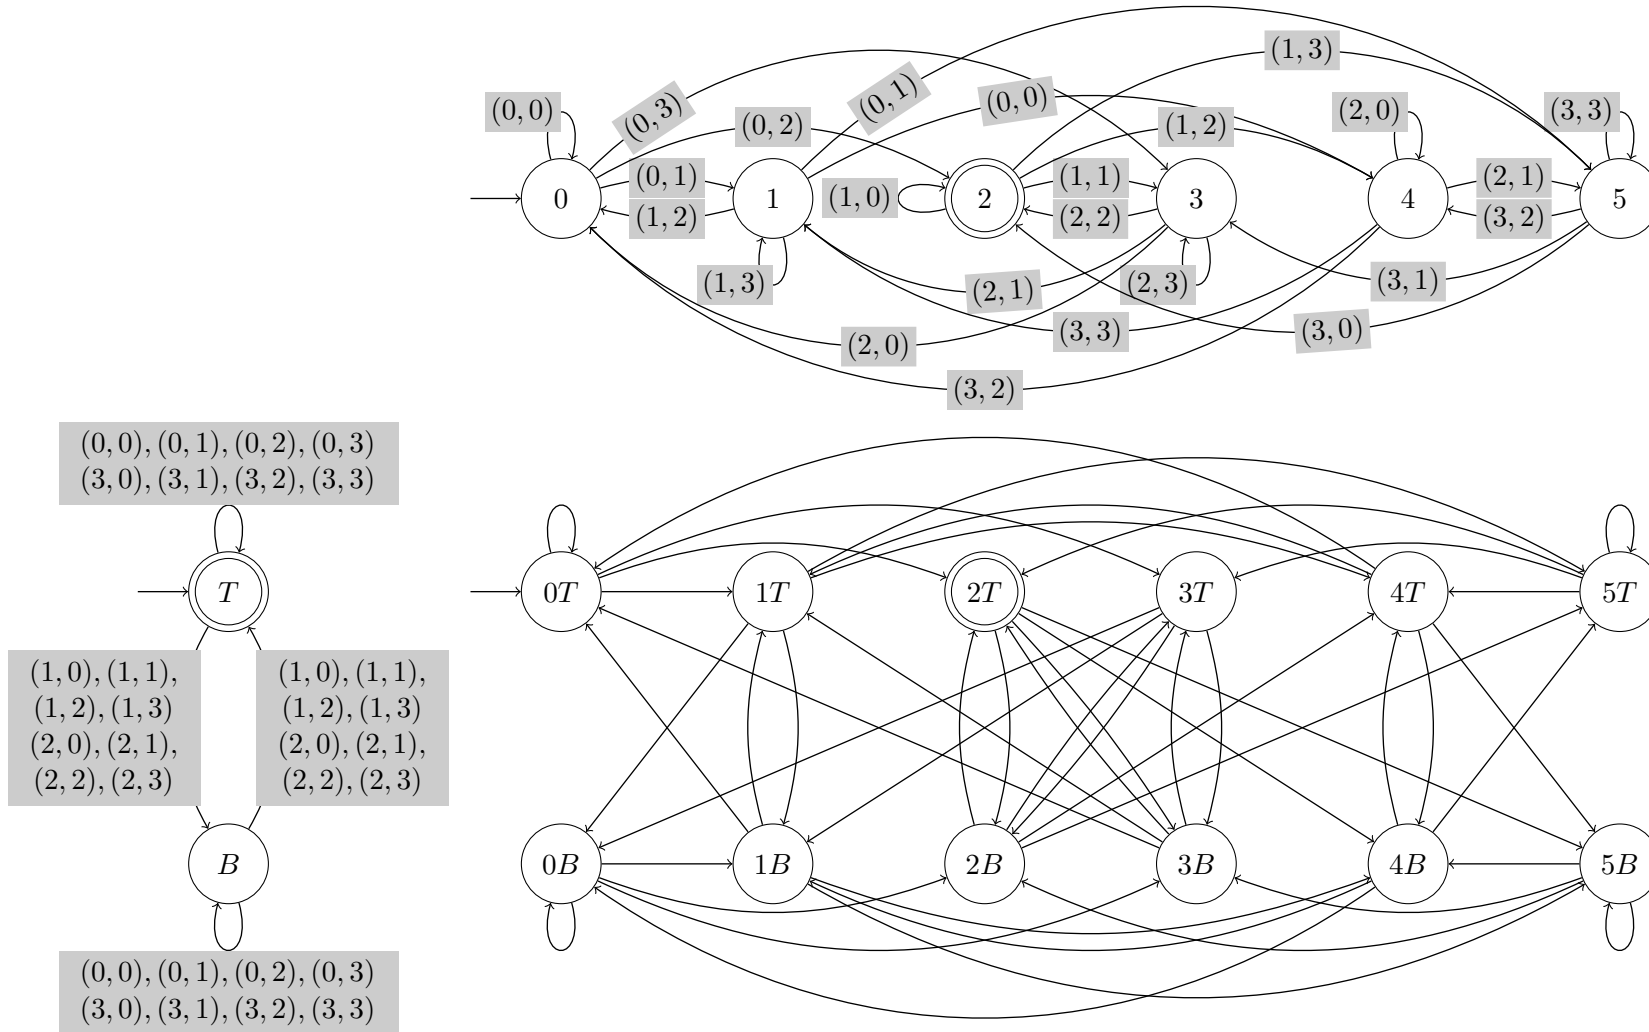 (1, 3)
(0, 1)
(0, 0)
(0, 3)
(0, 0)
(2, 0)
(3, 3)
(0, 2)
(1, 2)
(0, 1)
(1, 1)
(2, 1)
0
1
(1, 0)
2
3
4
5
(1, 2)
(2, 2)
(3, 2)
(1, 3)
(2, 1)
(2, 3)
(3, 1)
(2, 0)
(3, 3)
(3, 0)
(3, 2)
(0, 0), (0, 1), (0, 2), (0, 3)
(3, 0), (3, 1), (3, 2), (3, 3)
T
0T
1T
2T
3T
4T
5T
(1, 0), (1, 1),
(1, 2), (1, 3)
(2, 0), (2, 1),
(2, 2), (2, 3)
(1, 0), (1, 1),
(1, 2), (1, 3)
(2, 0), (2, 1),
(2, 2), (2, 3)
B
0B
1B
2B
3B
4B
5B
(0, 0), (0, 1), (0, 2), (0, 3)
(3, 0), (3, 1), (3, 2), (3, 3)